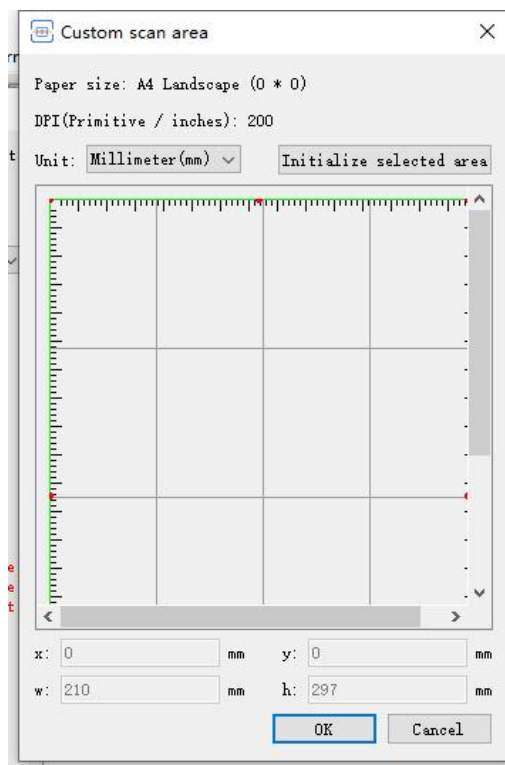 Custom scan area
Paper size: A4 Landscape (0 * 0)
DPI(Primitive / inches): 200
Unit: Millimeter(mm) Initialize selected area
x: 0 mm y: 0 mm
w: 210 mm h: 297 mm
OK Cancel